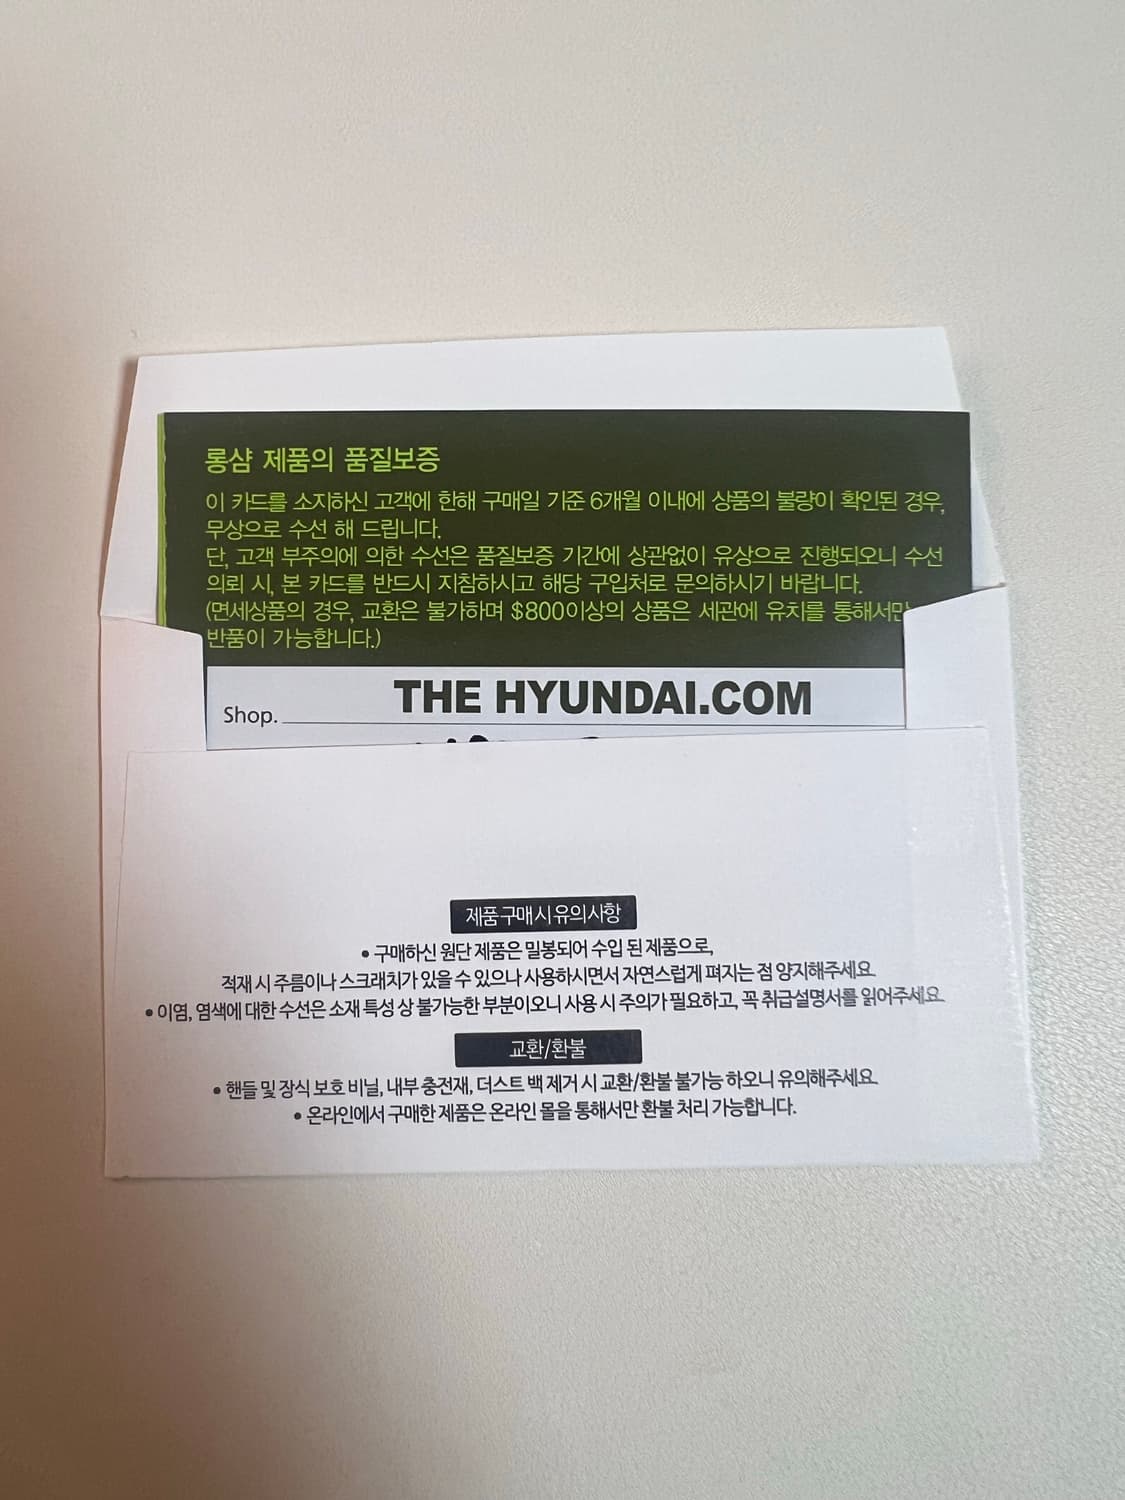 롱샴 제품의 품질보증
이 카드를 소지하신 고객에 한해 구매일 기준 6개월 이내에 상품의 불량이 확인된 경우,
무상으로 수선 해 드립니다.
단, 고객 부주의에 의한 수선은 품질보증 기간에 상관없이 유상으로 진행되오니 수선
의뢰 시, 본 카드를 반드시 지참하시고 해당 구입처로 문의하시기 바랍니다.
(면세상품의 경우, 교환은 불가하며 $800이상의 상품은 세관에 유치를 통해서만
반품이 가능합니다.)
THE HYUNDAI.COM
Shop.
제품 구매 시 유의사항
• 구매하신 원단 제품은 밀봉되어 수입 된 제품으로,
적재 시 주름이나 스크래치가 있을 수 있으나 사용하시면서 자연스럽게 펴지는 점 양지해주세요.
• 이염, 염색에 대한 수선은 소재 특성 상 불가능한 부분이오니 사용 시 주의가 필요하고, 꼭 취급설명서를 읽어주세요.
교환/환불
• 핸들 및 장식 보호 비닐, 내부 충전재, 더스트 백 제거 시 교환/환불 불가능 하오니 유의해주세요.
• 온라인에서 구매한 제품은 온라인 몰을 통해서만 환불 처리 가능합니다.